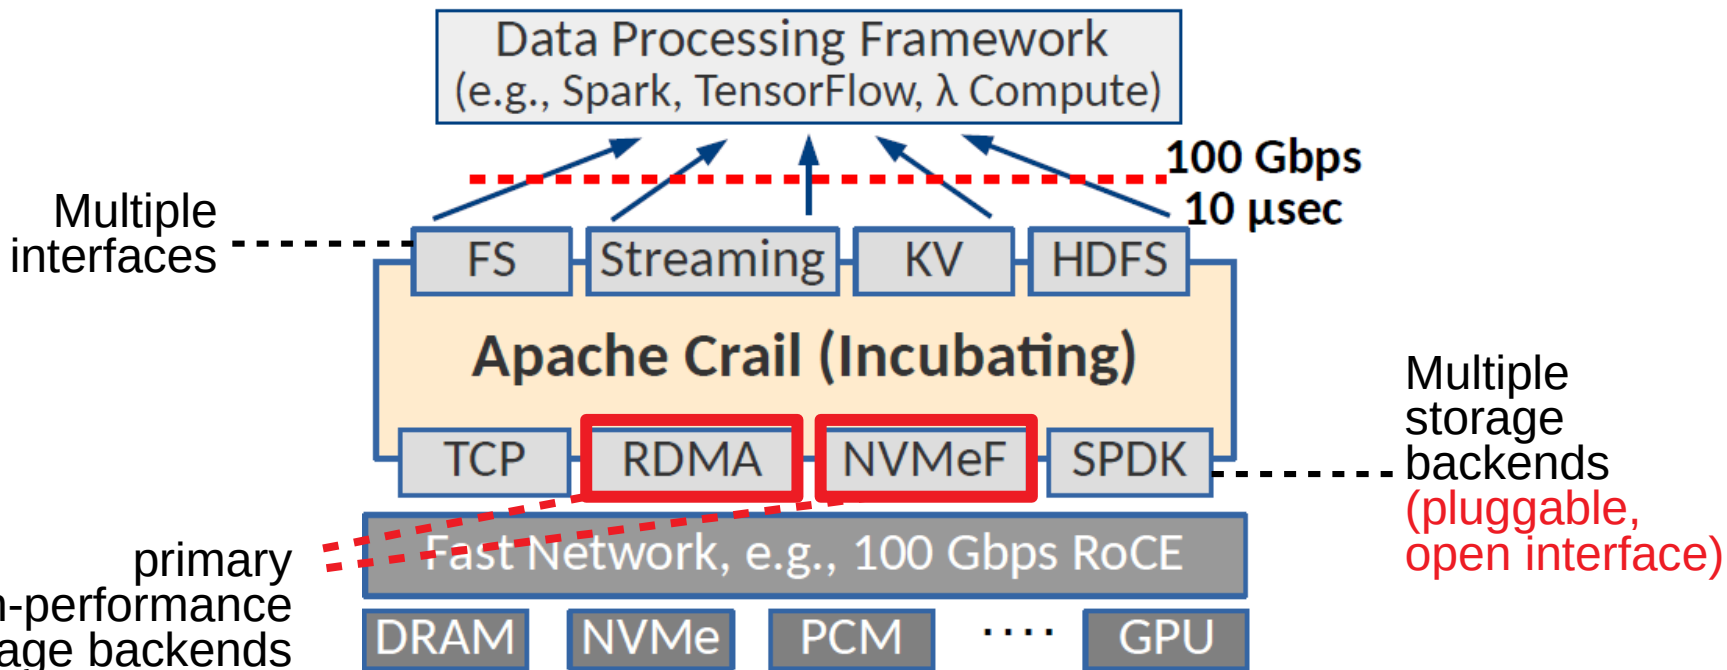 Data Processing Framework
(e.g., Spark, TensorFlow, λ Compute)
100 Gbps
10 μsec
Multiple
interfaces
FS
Streaming
KV
HDFS
Apache Crail (Incubating)
TCP
RDMA
NVMeF
SPDK
Multiple
storage
backends
(pluggable,
open interface)
primary
-performance
backends
Fast Network, e.g., 100 Gbps RoCE
DRAM
NVMe
PCM
....
GPU